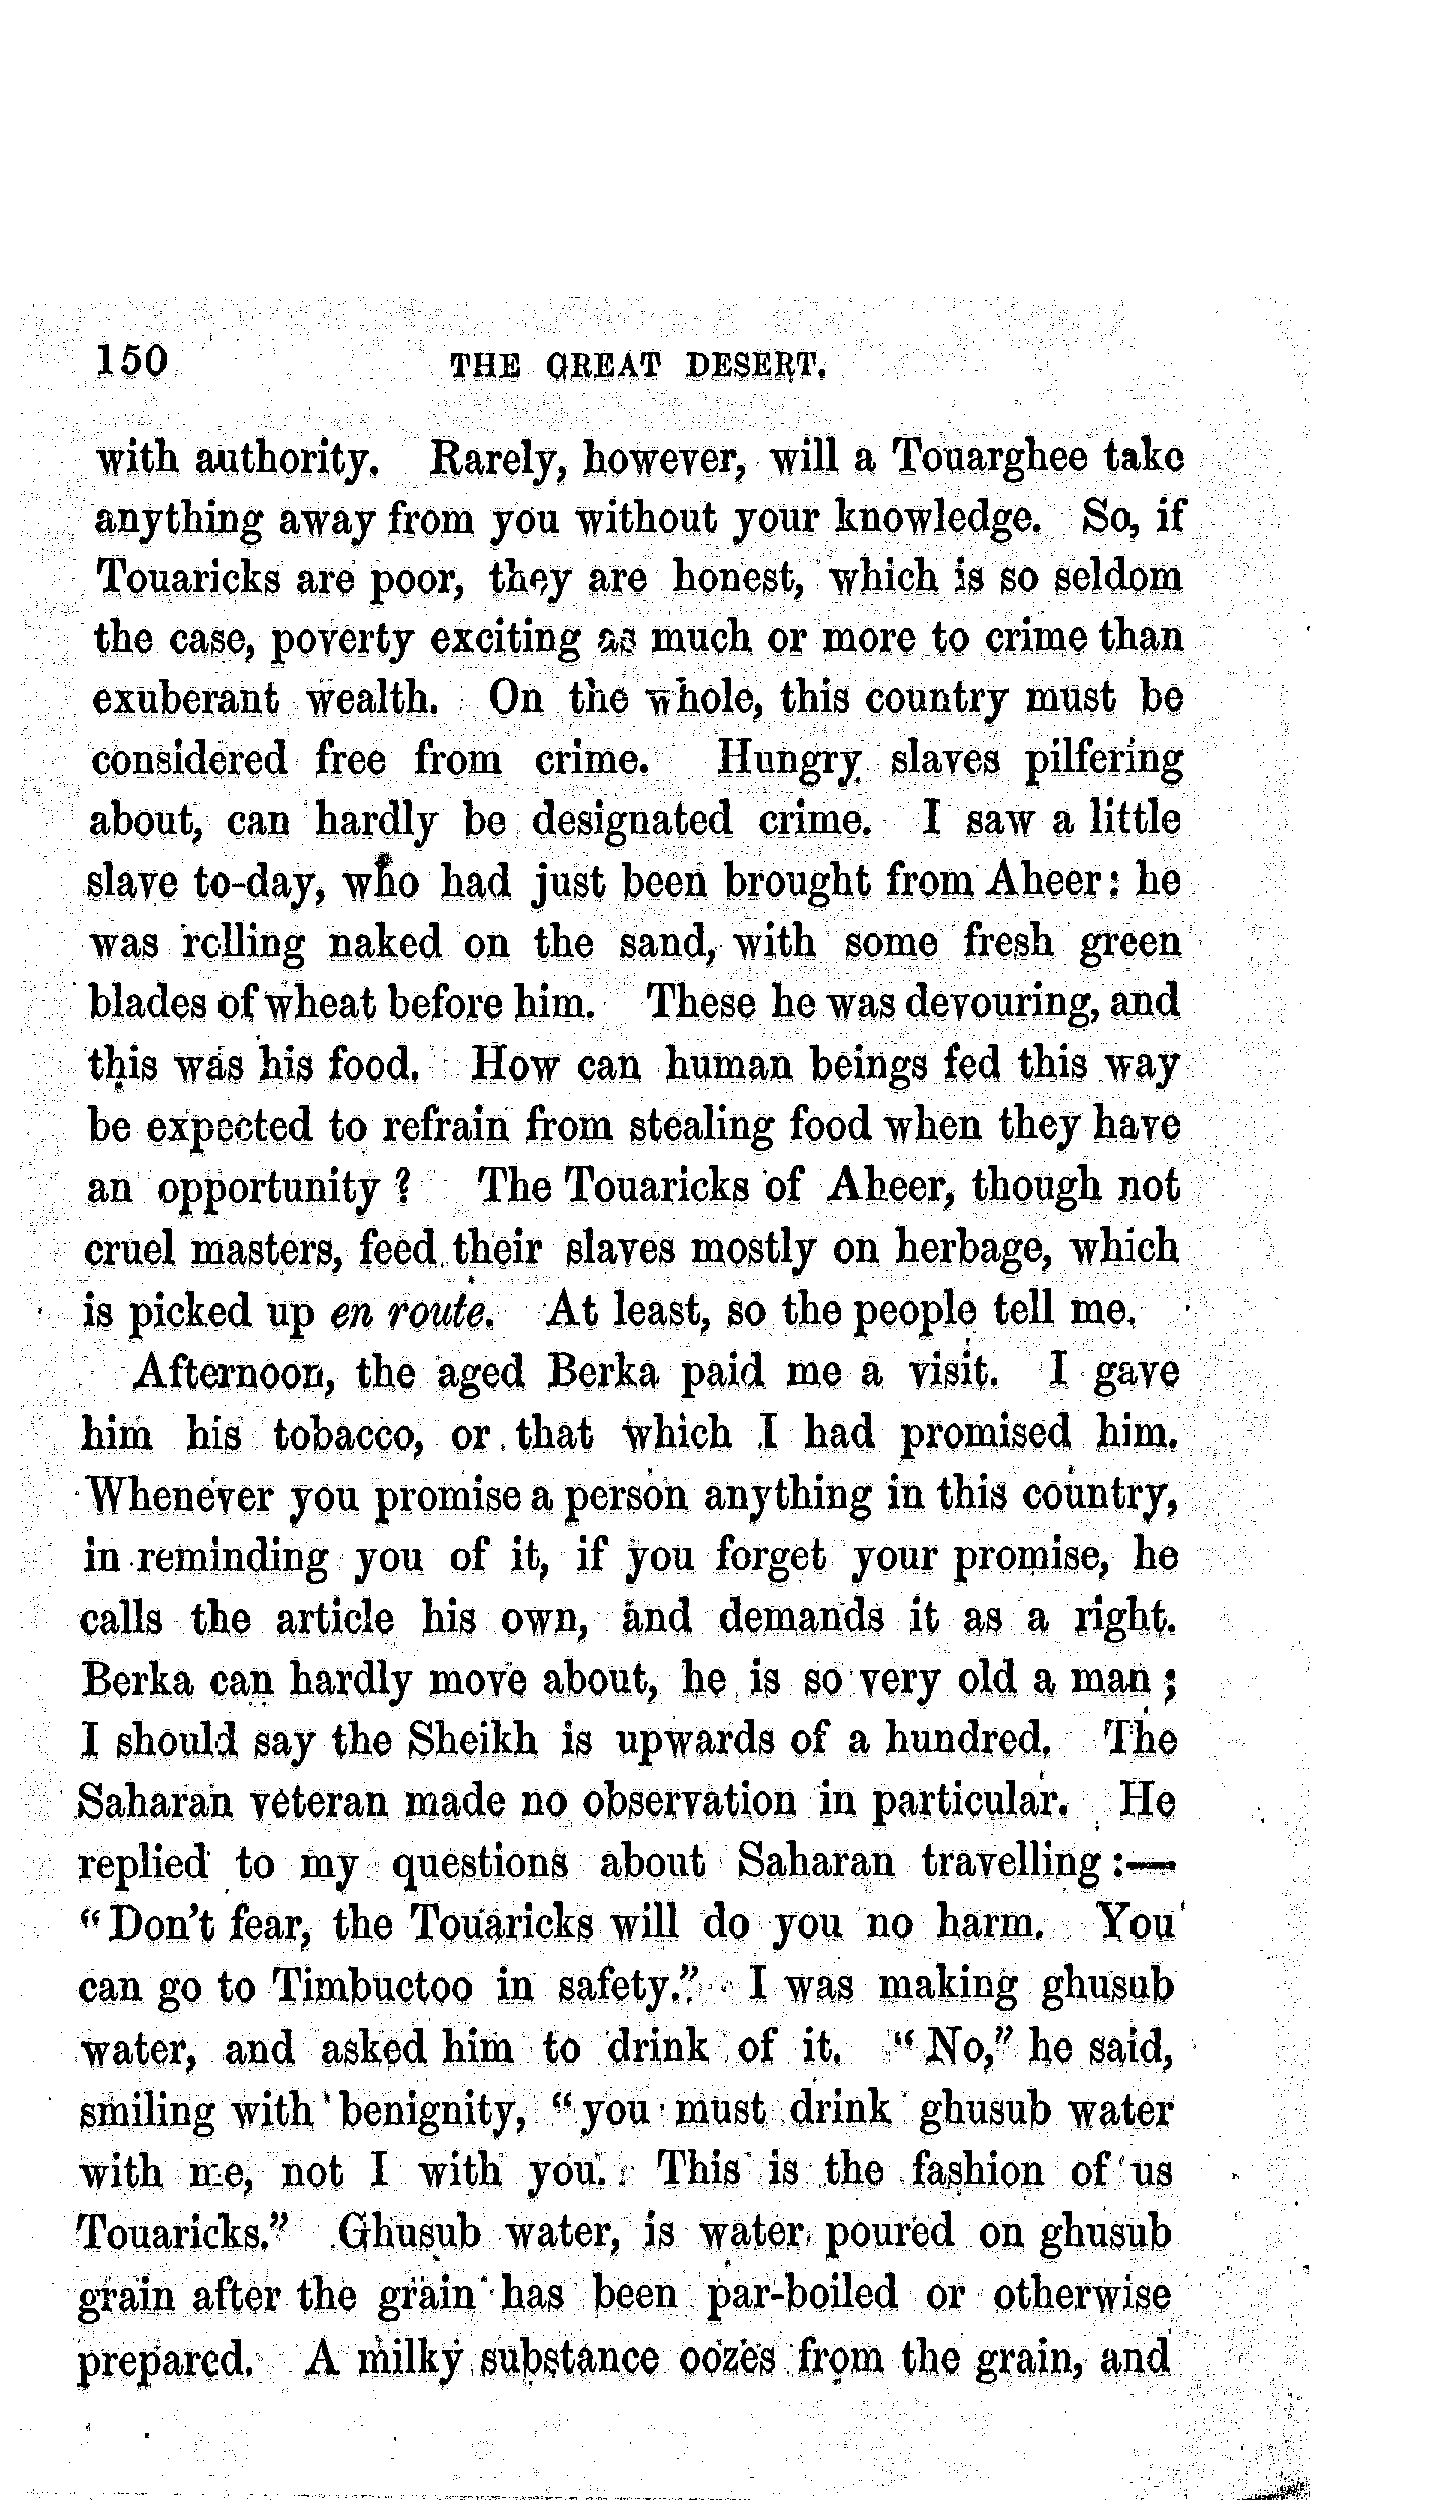 150 THE GREAT DESERT.
with authority. Rarely, however, will a Touarghee take
anything away from you without your knowledge. So, if
Touaricks are poor, they are honest, which is so seldom
the case, poverty exciting as much or more to crime than
exuberant wealth. On the whole, this country must be
considered free from crime. Hungry slaves pilfering
about, can hardly be designated crime. I saw a little
slave to-day, who had just been brought from Aheer: he
was rolling naked on the sand, with some fresh green
blades of wheat before him. These he was devouring, and
this was his food. How can human beings fed this way
be expected to refrain from stealing food when they have
an opportunity? The Touaricks of Aheer, though not
cruel masters, feed their slaves mostly on herbage, which
is picked up en route. At least, so the people tell me.
Afternoon, the aged Berka paid me a visit. I gave
him his tobacco, or that which I had promised him.
Whenever you promise a person anything in this country,
in reminding you of it, if you forget your promise, he
calls the article his own, and demands it as a right.
Berka can hardly move about, he is so very old a man;
I should say the Sheikh is upwards of a hundred. The
Saharan veteran made no observation in particular. He
replied to my questions about Saharan travelling:—
"Don't fear, the Touaricks will do you no harm. You
can go to Timbuctoo in safety." I was making ghusub
water, and asked him to drink of it. "No," he said,
smiling with benignity, "you must drink ghusub water
with me, not I with you. This is the fashion of us
Touaricks." Ghusub water, is water poured on ghusub
grain after the grain has been par-boiled or otherwise
prepared. A milky substance oozes from the grain, and